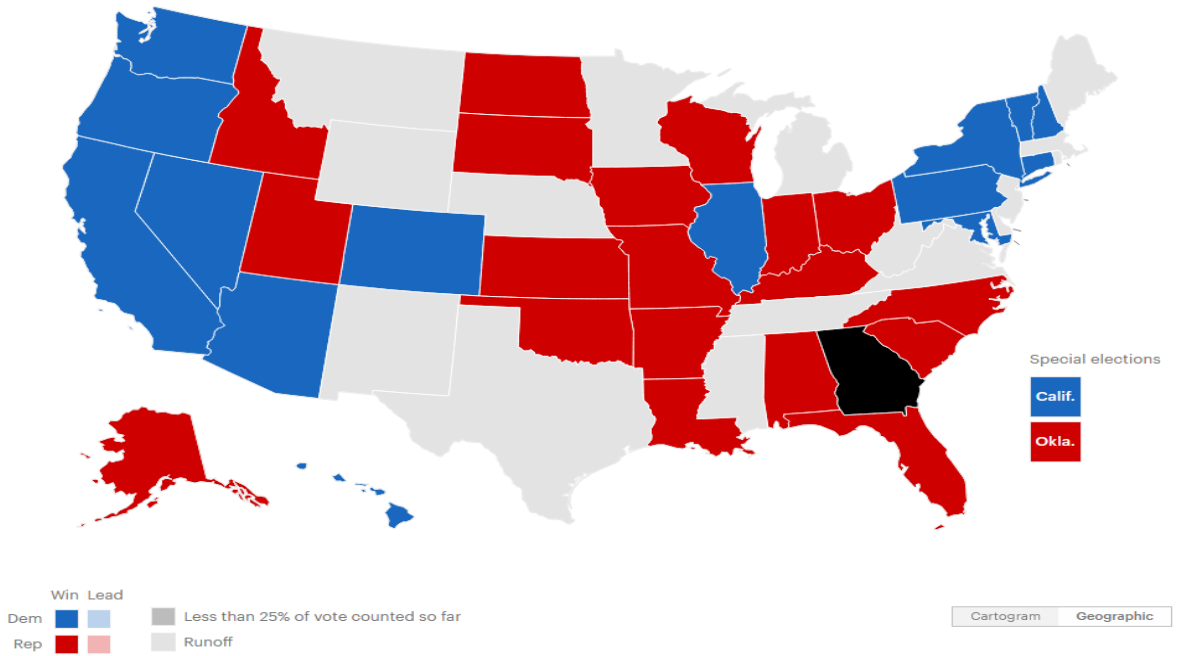 Special elections
Calif.
Okla.
Win Lead
Dem
Less than 25% of vote counted so far
Rep
Runoff
Cartogram
Geographic